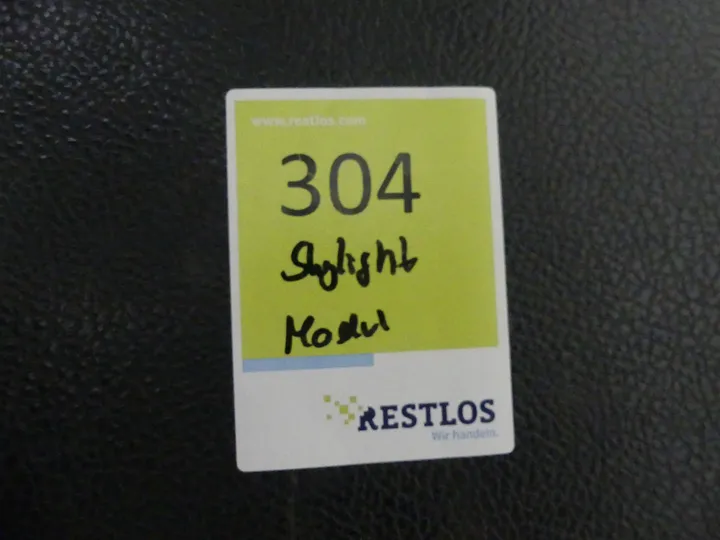 www.restlos.com
304
Skylight
Modul
RESTLOS
Wir handeln.